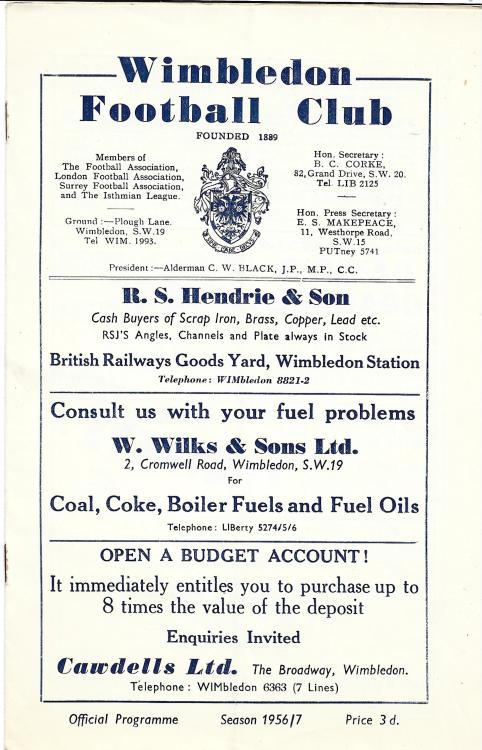 Wimbledon
Football Club
FOUNDED 1889
Members of
The Football Association,
London Football Association,
Surrey Football Association,
and The Isthmian League.
Ground :—Plough Lane.
Wimbledon, S.W.19
Tel WIM. 1993.
Hon. Secretary :
B. C. CORKE,
82, Grand Drive, S.W. 20.
Tel. LIB 2125
Hon. Press Secretary :
E. S. MAKEPEACE,
11, Westhorpe Road,
S.W.15
PUTney 5741
President :—Alderman C. W. BLACK, J.P., M.P., C.C.
R. S. Hendrie & Son
Cash Buyers of Scrap Iron, Brass, Copper, Lead etc.
RSJ'S Angles, Channels and Plate always in Stock
British Railways Goods Yard, Wimbledon Station
Telephone: WIMbledon 8821-2
Consult us with your fuel problems
W. Wilks & Sons Ltd.
2, Cromwell Road, Wimbledon, S.W.19
For
Coal, Coke, Boiler Fuels and Fuel Oils
Telephone: LIBerty 5274/5/6
OPEN A BUDGET ACCOUNT!
It immediately entitles you to purchase up to
8 times the value of the deposit
Enquiries Invited
Cawdells Ltd. The Broadway, Wimbledon.
Telephone : WIMbledon 6363 (7 Lines)
Official Programme Season 1956/7 Price 3d.